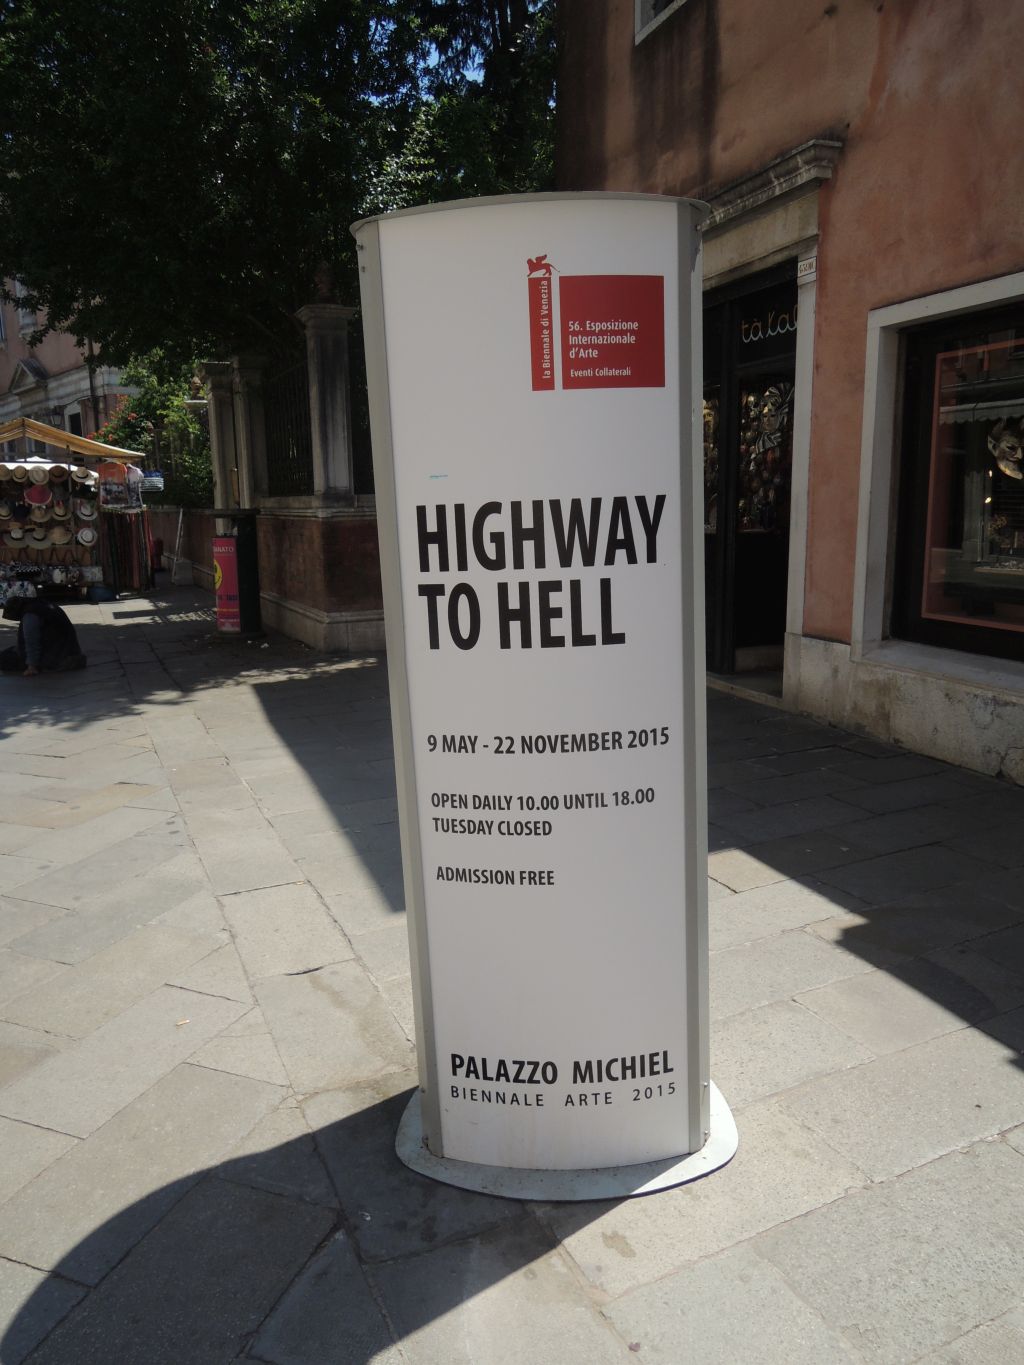 la Biennale di Venezia
56. Esposizione
Internazionale
d'Arte
Eventi Collaterali
HIGHWAY
TO HELL
9 MAY - 22 NOVEMBER 2015
OPEN DAILY 10.00 UNTIL 18.00
TUESDAY CLOSED
ADMISSION FREE
PALAZZO MICHIEL
BIENNALE ARTE 2015